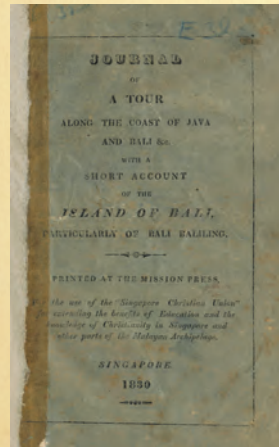 JOURNAL
OF
A TOUR
ALONG THE COAST OF JAVA
AND BALI &c.
WITH A
SHORT ACCOUNT
OF THE
ISLAND OF BALI,
PARTICULARLY OF BALI BALILING.
PRINTED AT THE MISSION PRESS,
the use of the "Singapore Christian Union"
for extending the benefits of Education and the
knowledge of Christianity in Singapore and
other parts of the Malayan Archipelago.
SINGAPORE
1830